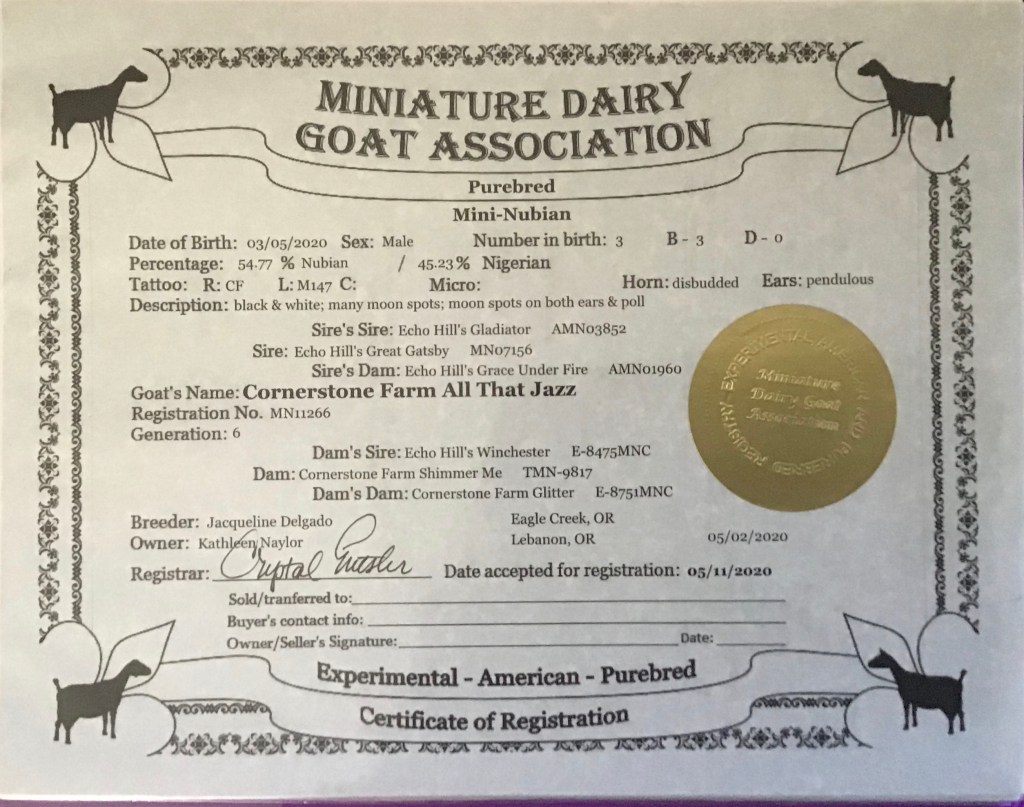 MINIATURE DAIRY
GOAT ASSOCIATION
Purebred
Mini-Nubian
Date of Birth: 03/05/2020 Sex: Male Number in birth: 3 B - 3 D - 0
Percentage: 54.77 % Nubian / 45.23 % Nigerian
Tattoo: R: CF L: M147 C: Micro: Horn: disbudded Ears: pendulous
Description: black & white; many moon spots; moon spots on both ears & poll
Sire's Sire: Echo Hill's Gladiator AMN03852
Sire: Echo Hill's Great Gatsby MN07156
Sire's Dam: Echo Hill's Grace Under Fire AMN01960
Goat's Name: Cornerstone Farm All That Jazz
Registration No. MN11266
Generation: 6
Dam's Sire: Echo Hill's Winchester E-8475MNC
Dam: Cornerstone Farm Shimmer Me TMN-9817
Dam's Dam: Cornerstone Farm Glitter E-8751MNC
Breeder: Jacqueline Delgado Eagle Creek, OR
Owner: Kathleen Naylor Lebanon, OR 05/02/2020
Registrar: Date accepted for registration: 05/11/2020
Sold/tranferred to:
Buyer's contact info:
Owner/Seller's Signature: Date:
Experimental - American - Purebred
Certificate of Registration
Miniature
Dairy Goat
Association